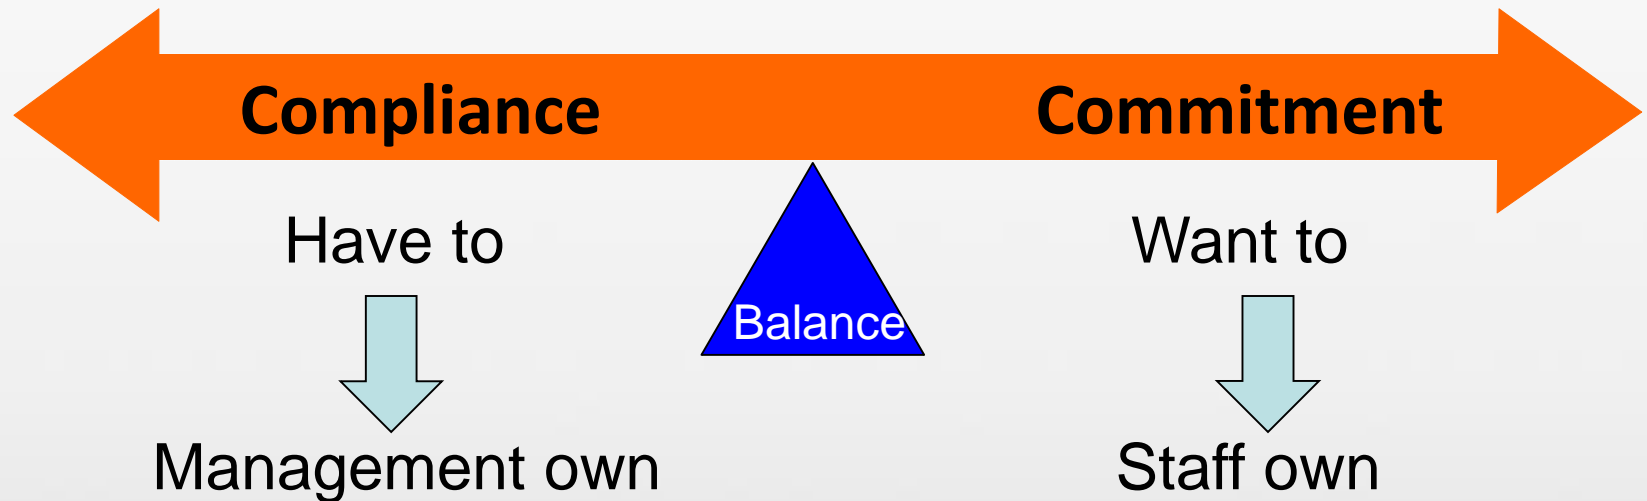 Compliance
Commitment
Have to
Want to
Balance
Management own
Staff own